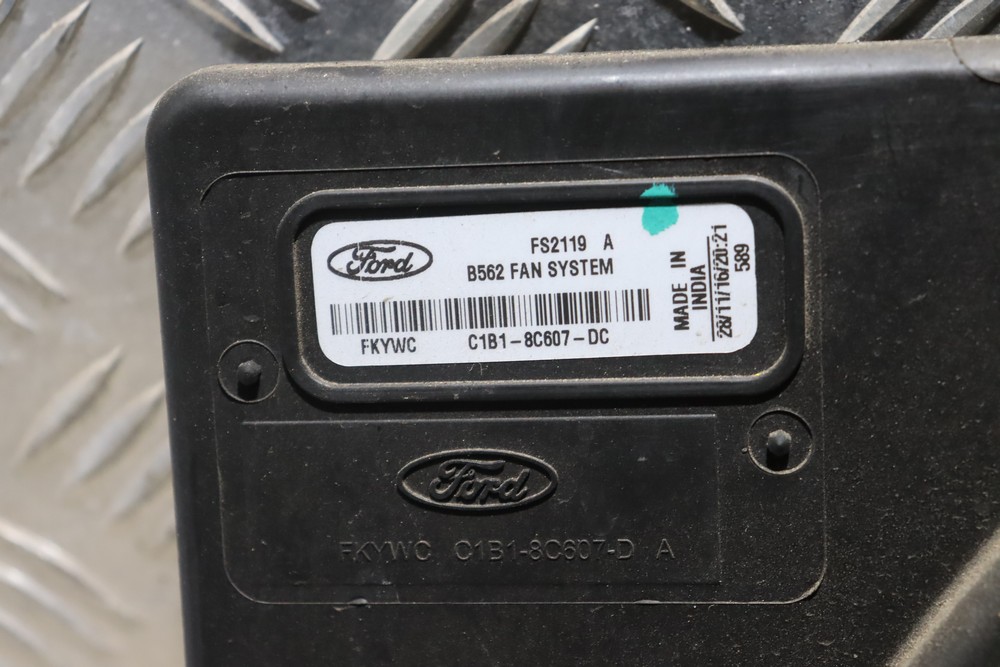 Ford
FS2119 A
B562 FAN SYSTEM
FKYWC C1B1-8C607-DC
MADE IN
INDIA
28/11/16/20:21
589
Ford
FKYWC C1B1-8C607-D A